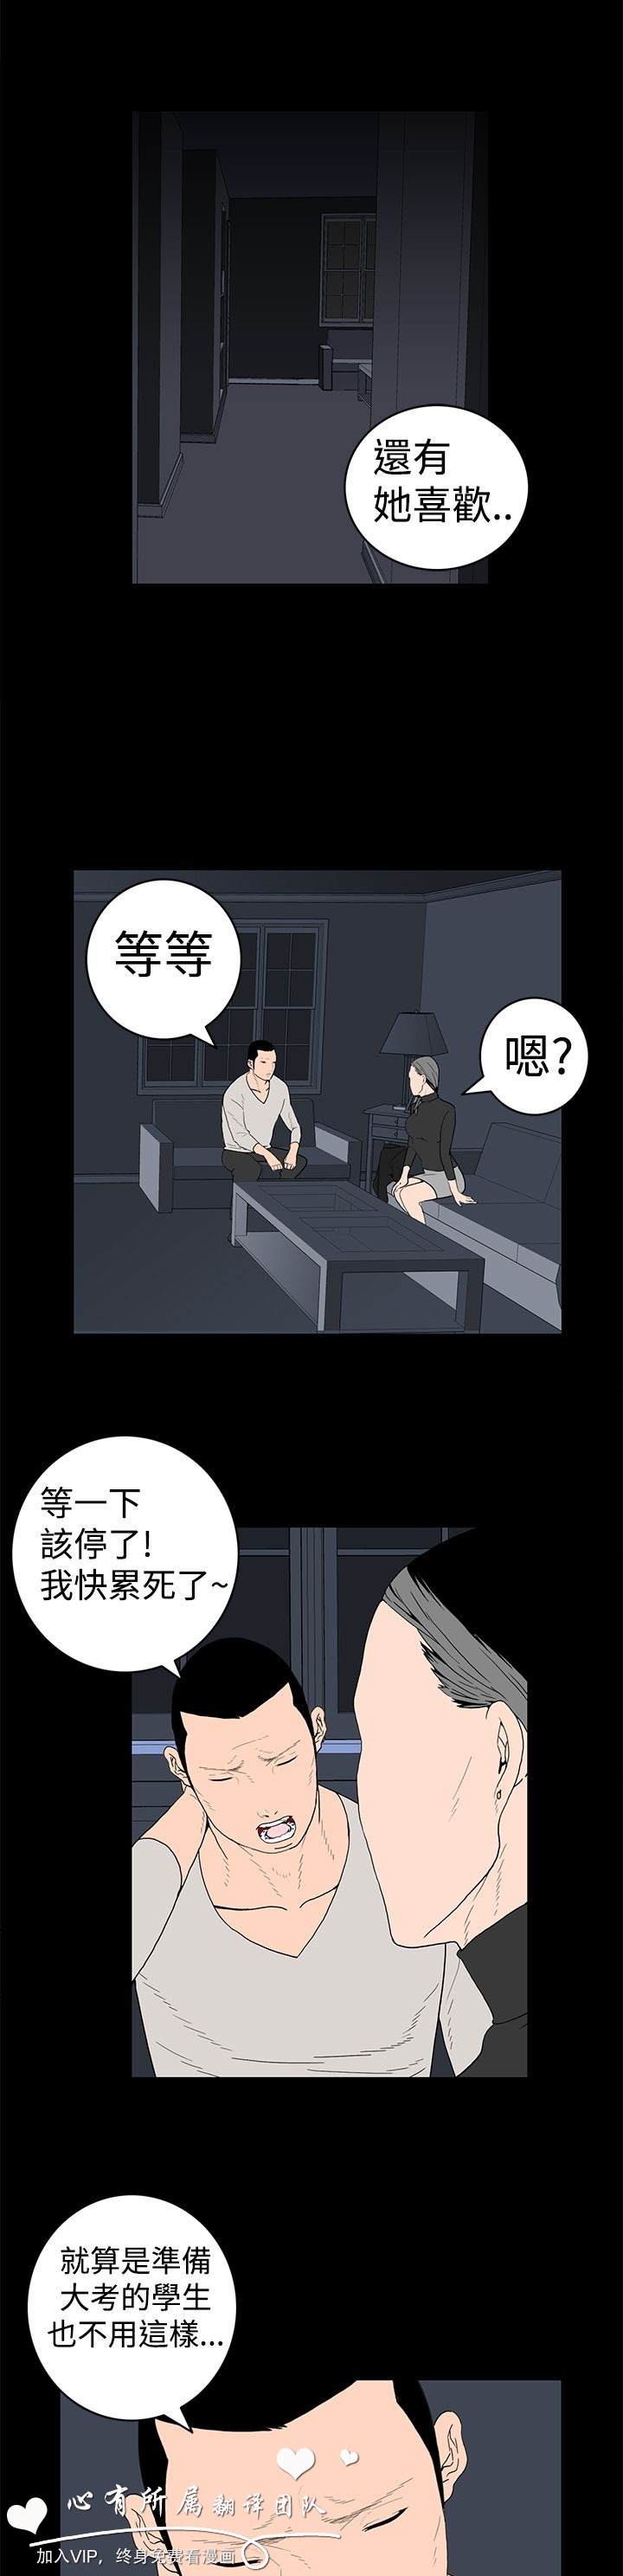 還有
她喜歡..
等等
嗯?
等一下
該停了!
我快累死了~
就算是準備
大考的學生
也不用這樣...
心有所属翻译团队
加入VIP，终身免费看漫画